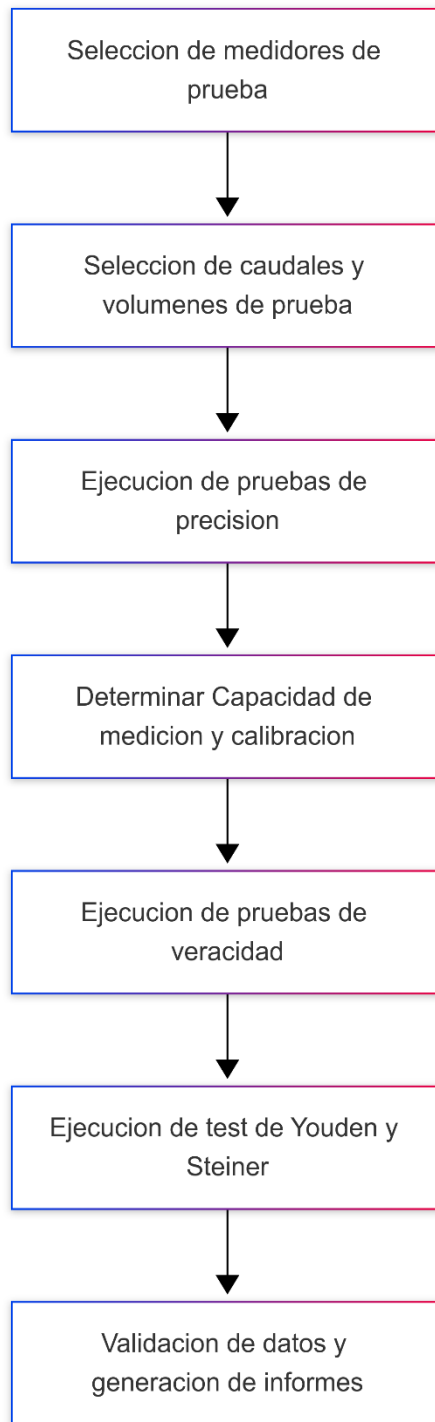 Seleccion de medidores de
prueba
Seleccion de caudales y
volumenes de prueba
Ejecucion de pruebas de
precision
Determinar Capacidad de
medicion y calibracion
Ejecucion de pruebas de
veracidad
Ejecucion de test de Youden y
Steiner
Validacion de datos y
generacion de informes